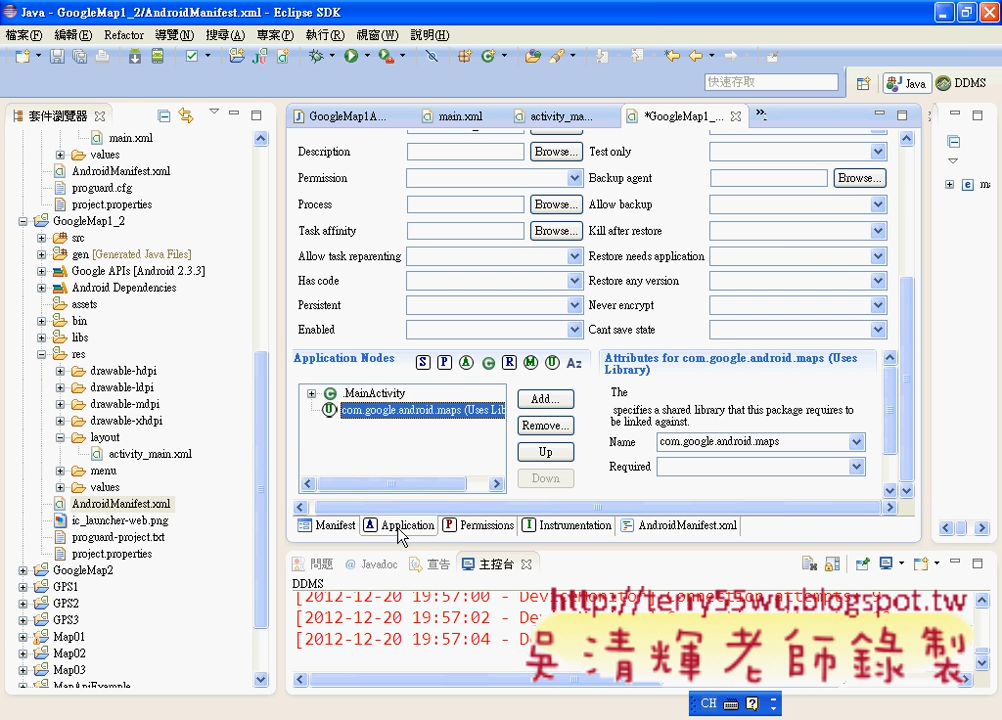 Java - GoogleMap1_2/AndroidManifest.xml - Eclipse SDK
檔案(F) 編輯(E) Refactor 導覽(N) 搜尋(A) 專案(P) 執行(R) 視窗(W) 說明(H)
快速存取
Java
DDMS
套件瀏覽器
main.xml
values
AndroidManifest.xml
proguard.cfg
project.properties
GoogleMap1_2
src
gen [Generated Java Files]
Google APIs [Android 2.3.3]
Android Dependencies
assets
bin
libs
res
drawable-hdpi
drawable-ldpi
drawable-mdpi
drawable-xhdpi
layout
activity_main.xml
menu
values
AndroidManifest.xml
ic_launcher-web.png
proguard-project.txt
project.properties
GoogleMap2
GPS1
GPS2
GPS3
Map01
Map02
Map03
MapApiExample
GoogleMap1A... main.xml activity_ma... *GoogleMap1_...
Description Browse... Test only
Permission Backup agent Browse...
Process Browse... Allow backup
Task affinity Browse... Kill after restore
Allow task reparenting Restore needs application
Has code Restore any version
Persistent Never encrypt
Enabled Cant save state
Application Nodes S P A C R M U Az
.MainActivity
U com.google.android.maps (Uses Lib
Add...
Remove...
Up
Down
Attributes for com.google.android.maps (Uses
Library)
The
specifies a shared library that this package requires to
be linked against.
Name com.google.android.maps
Required
Manifest A Application P Permissions I Instrumentation AndroidManifest.xml
問題 @ Javadoc 宣告 主控台
DDMS
[2012-12-20 19:57:00 - De
[2012-12-20 19:57:02 - De
[2012-12-20 19:57:04 - De
http://terry55wu.blogspot.tw
吳清輝老師錄製
CH